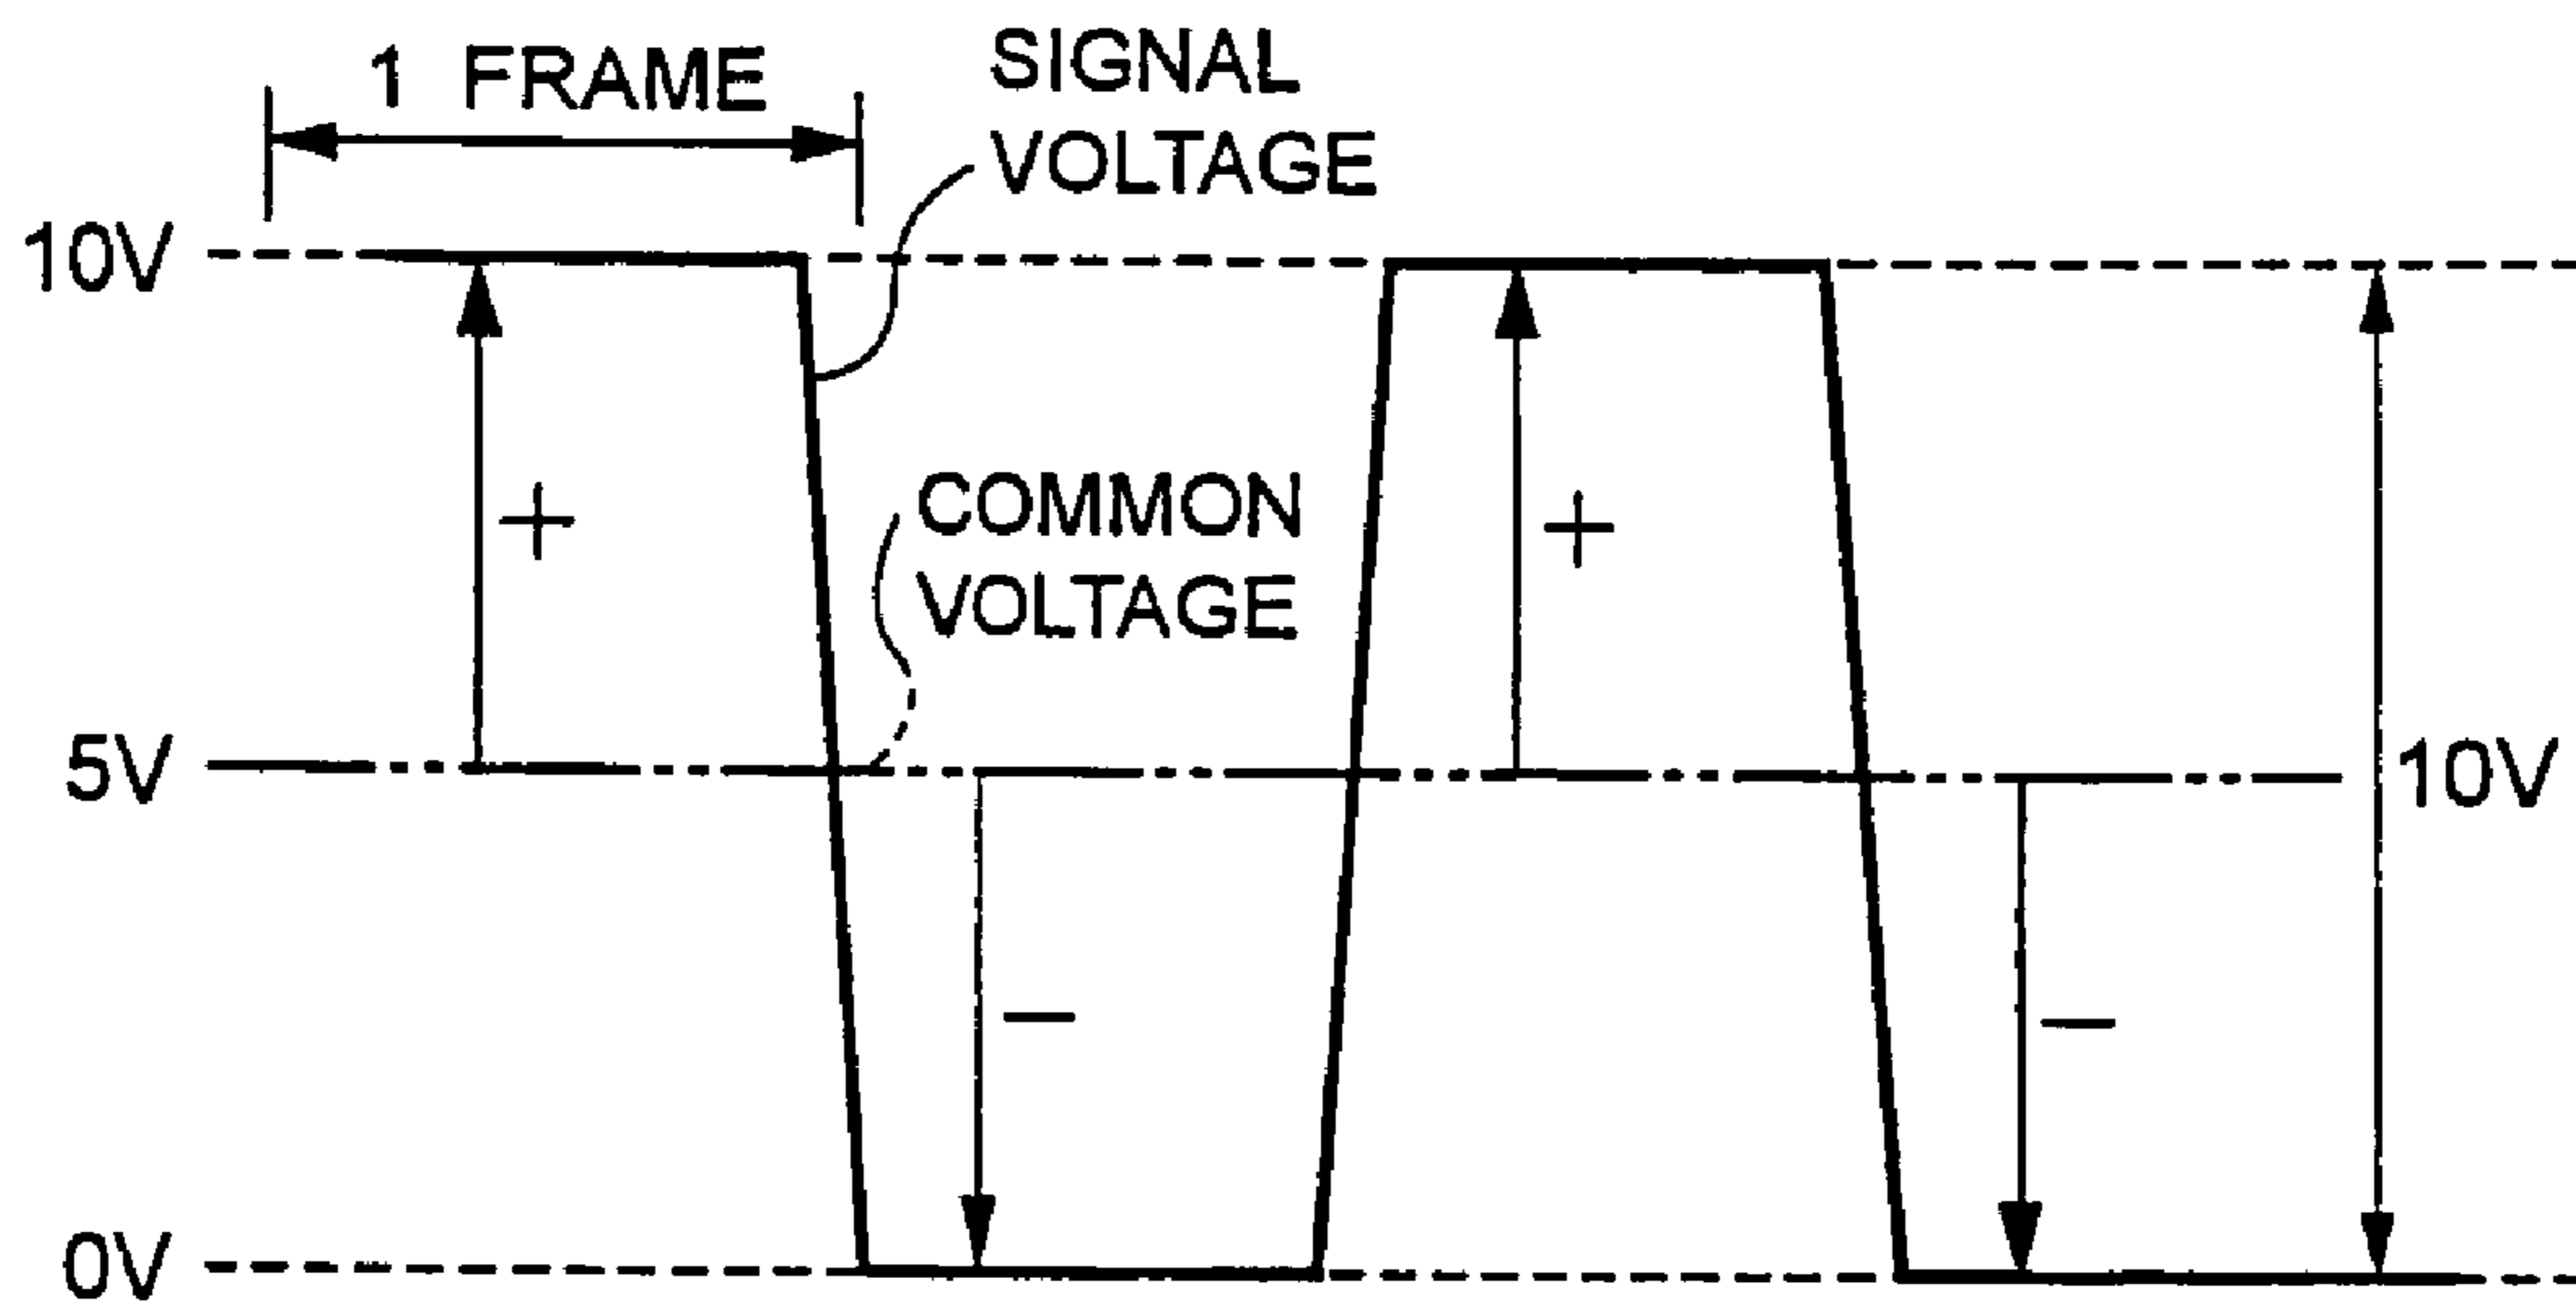 1 FRAME
SIGNAL
VOLTAGE
10V
+
+
COMMON
VOLTAGE
5V
10V
−
−
0V